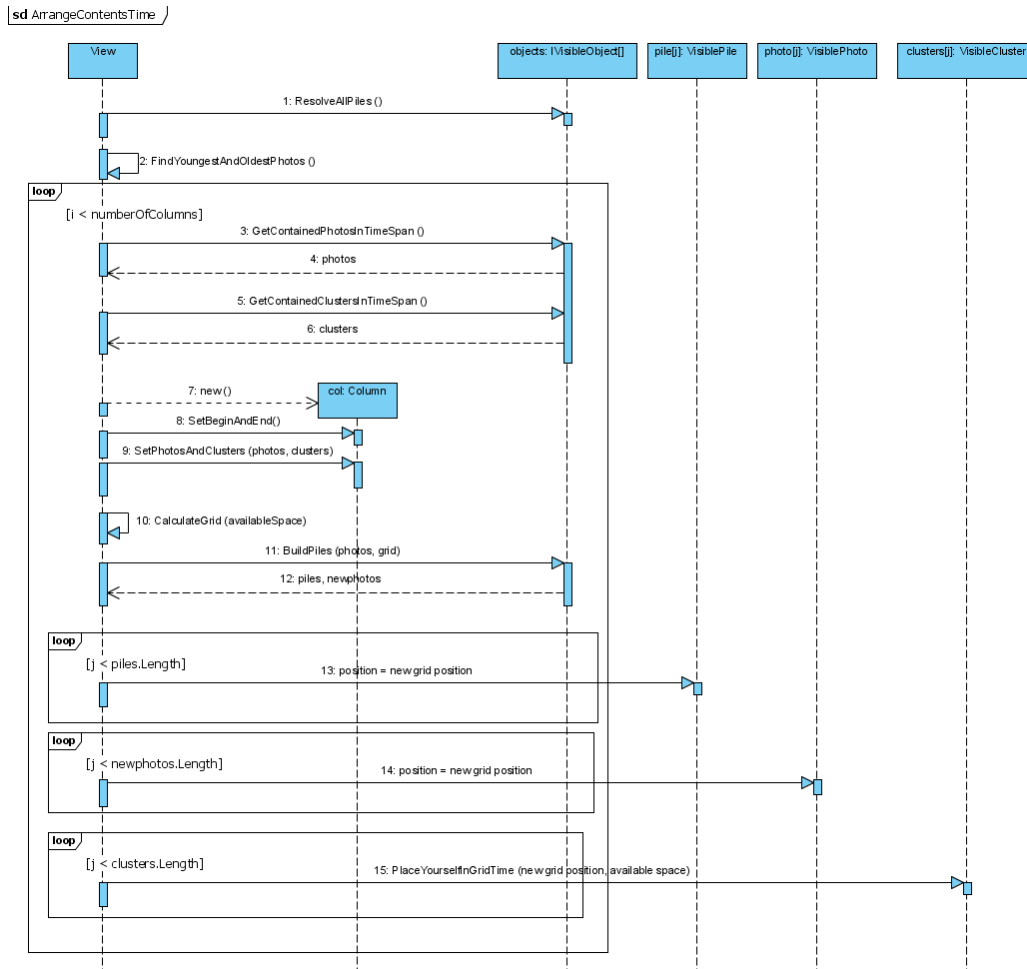 sd ArrangeContentsTime
View
objects: IVisibleObject[]
pile[j]: VisiblePile
photo[j]: VisiblePhoto
clusters[j]: VisibleCluster
1: ResolveAllPiles ()
2: FindYoungestAndOldestPhotos ()
loop
[i < numberOfColumns]
3: GetContainedPhotosInTimeSpan ()
4: photos
5: GetContainedClustersInTimeSpan ()
6: clusters
7: new ()
col: Column
8: SetBeginAndEnd()
9: SetPhotosAndClusters (photos, clusters)
10: CalculateGrid (availableSpace)
11: BuildPiles (photos, grid)
12: piles, newphotos
loop
[j < piles.Length]
13: position = new grid position
loop
[j < newphotos.Length]
14: position = new grid position
loop
[j < clusters.Length]
15: PlaceYourselfInGridTime (new grid position, available space)